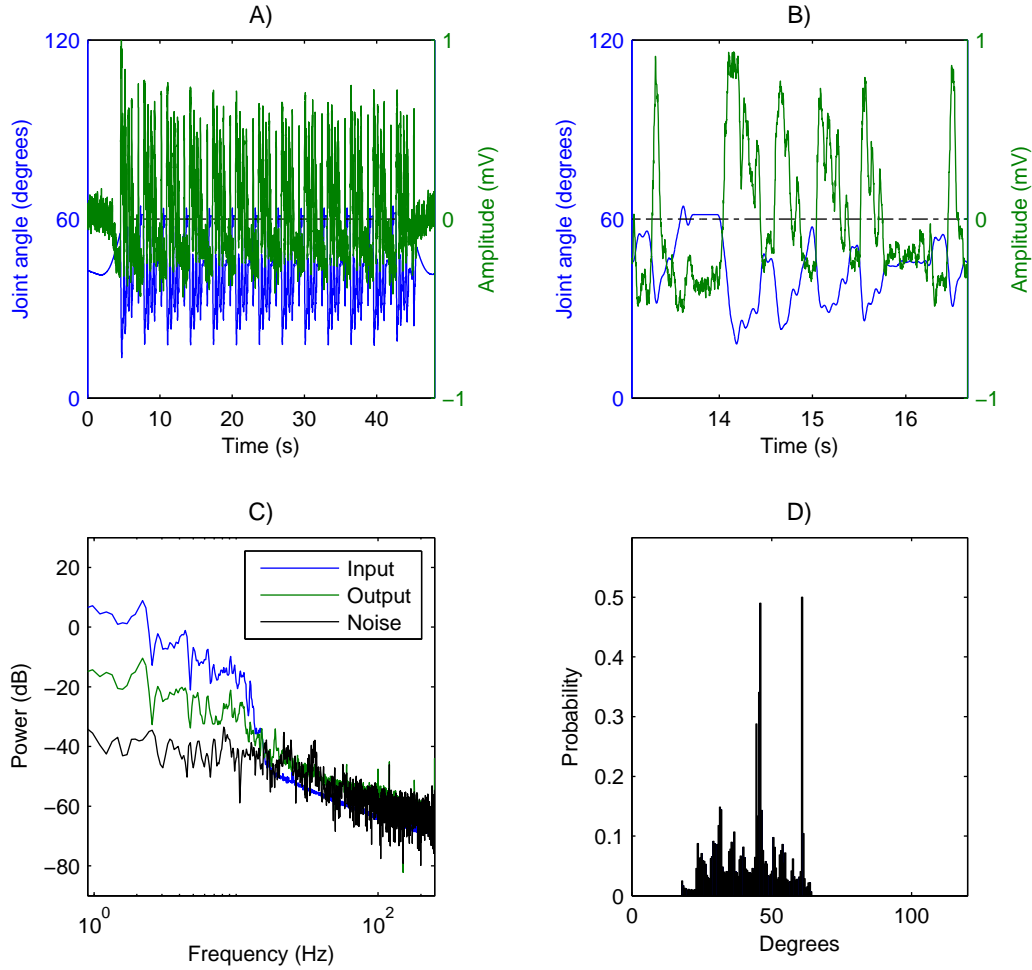 A)
120
60
0
Joint angle (degrees)
1
0
−1
Amplitude (mV)
0 10 20 30 40
Time (s)
B)
120
60
0
Joint angle (degrees)
1
0
−1
Amplitude (mV)
14 15 16
Time (s)
C)
20
0
−20
−40
−60
−80
Power (dB)
Input
Output
Noise
10^0 10^2
Frequency (Hz)
D)
0.5
0.4
0.3
0.2
0.1
0
Probability
0 50 100
Degrees